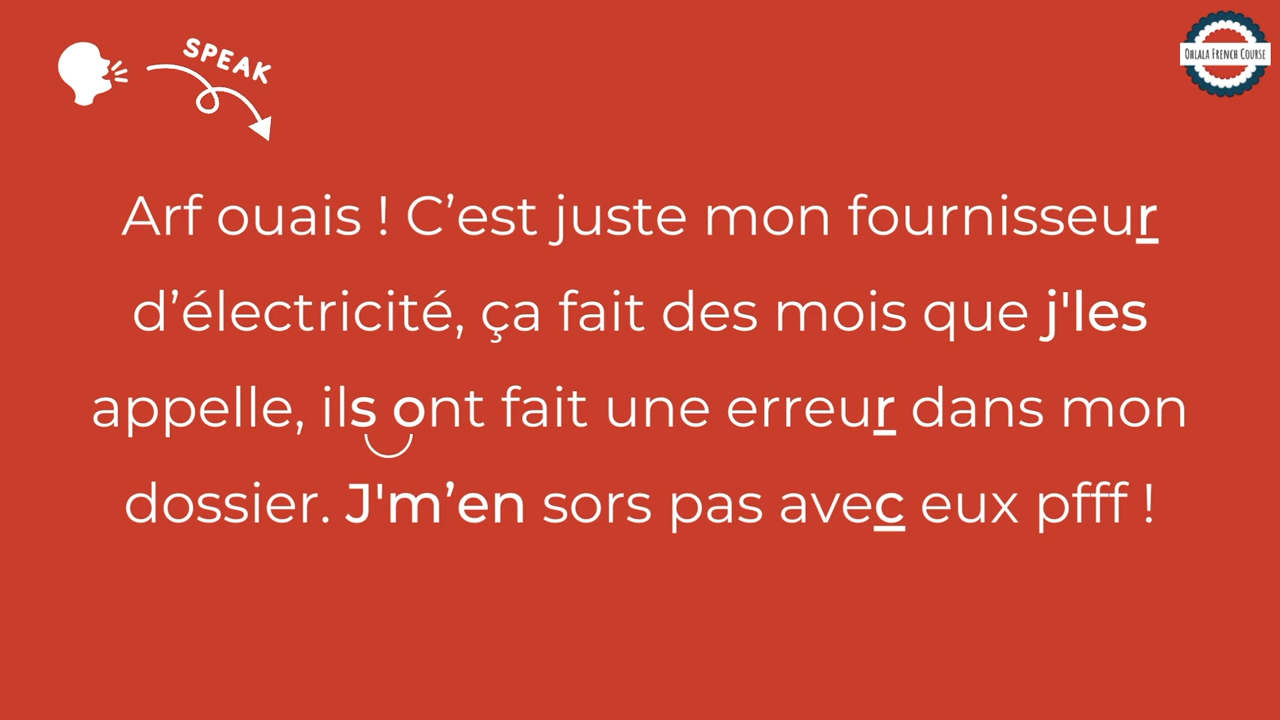 SPEAK
OHLALA FRENCH COURSE
Arf ouais ! C’est juste mon fournisseur
d’électricité, ça fait des mois que j'les
appelle, ils ont fait une erreur dans mon
dossier. J'm’en sors pas avec eux pfff !